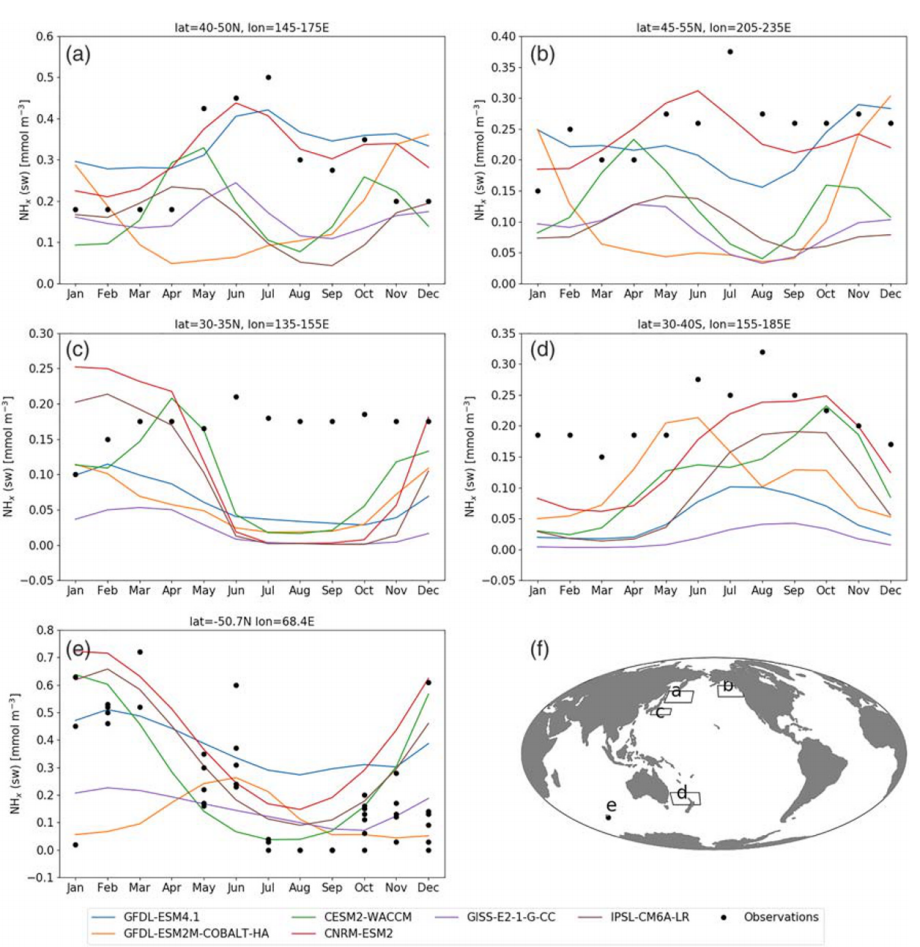 lat=40-50N, lon=145-175E
(a)
NHx (sw) [mmol m−3]
0.6
0.5
0.4
0.3
0.2
0.1
0.0
Jan Feb Mar Apr May Jun Jul Aug Sep Oct Nov Dec
lat=45-55N, lon=205-235E
(b)
NHx (sw) [mmol m−3]
0.40
0.35
0.30
0.25
0.20
0.15
0.10
0.05
0.00
Jan Feb Mar Apr May Jun Jul Aug Sep Oct Nov Dec
lat=30-35N, lon=135-155E
(c)
NHx (sw) [mmol m−3]
0.30
0.25
0.20
0.15
0.10
0.05
0.00
−0.05
Jan Feb Mar Apr May Jun Jul Aug Sep Oct Nov Dec
lat=30-40S, lon=155-185E
(d)
NHx (sw) [mmol m−3]
0.35
0.30
0.25
0.20
0.15
0.10
0.05
0.00
−0.05
Jan Feb Mar Apr May Jun Jul Aug Sep Oct Nov Dec
lat=-50.7N lon=68.4E
(e)
NHx (sw) [mmol m−3]
0.8
0.7
0.6
0.5
0.4
0.3
0.2
0.1
0.0
−0.1
Jan Feb Mar Apr May Jun Jul Aug Sep Oct Nov Dec
(f)
a
b
c
d
e
GFDL-ESM4.1 CESM2-WACCM GISS-E2-1-G-CC IPSL-CM6A-LR Observations
GFDL-ESM2M-COBALT-HA CNRM-ESM2